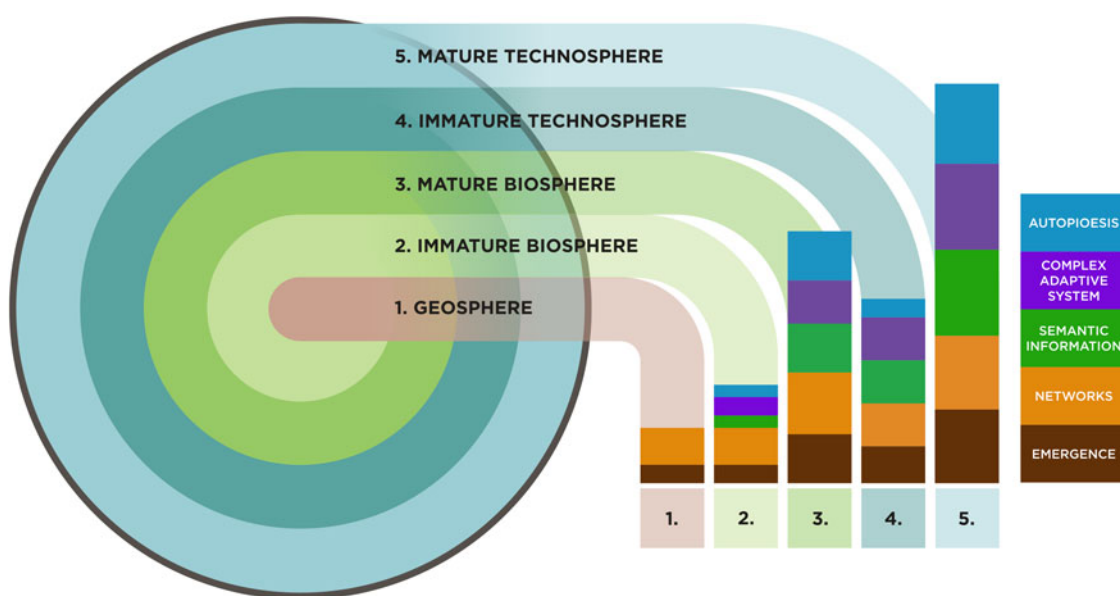 5. MATURE TECHNOSPHERE
4. IMMATURE TECHNOSPHERE
3. MATURE BIOSPHERE
2. IMMATURE BIOSPHERE
1. GEOSPHERE
AUTOPIOESIS
COMPLEX
ADAPTIVE
SYSTEM
SEMANTIC
INFORMATION
NETWORKS
EMERGENCE
1.
2.
3.
4.
5.